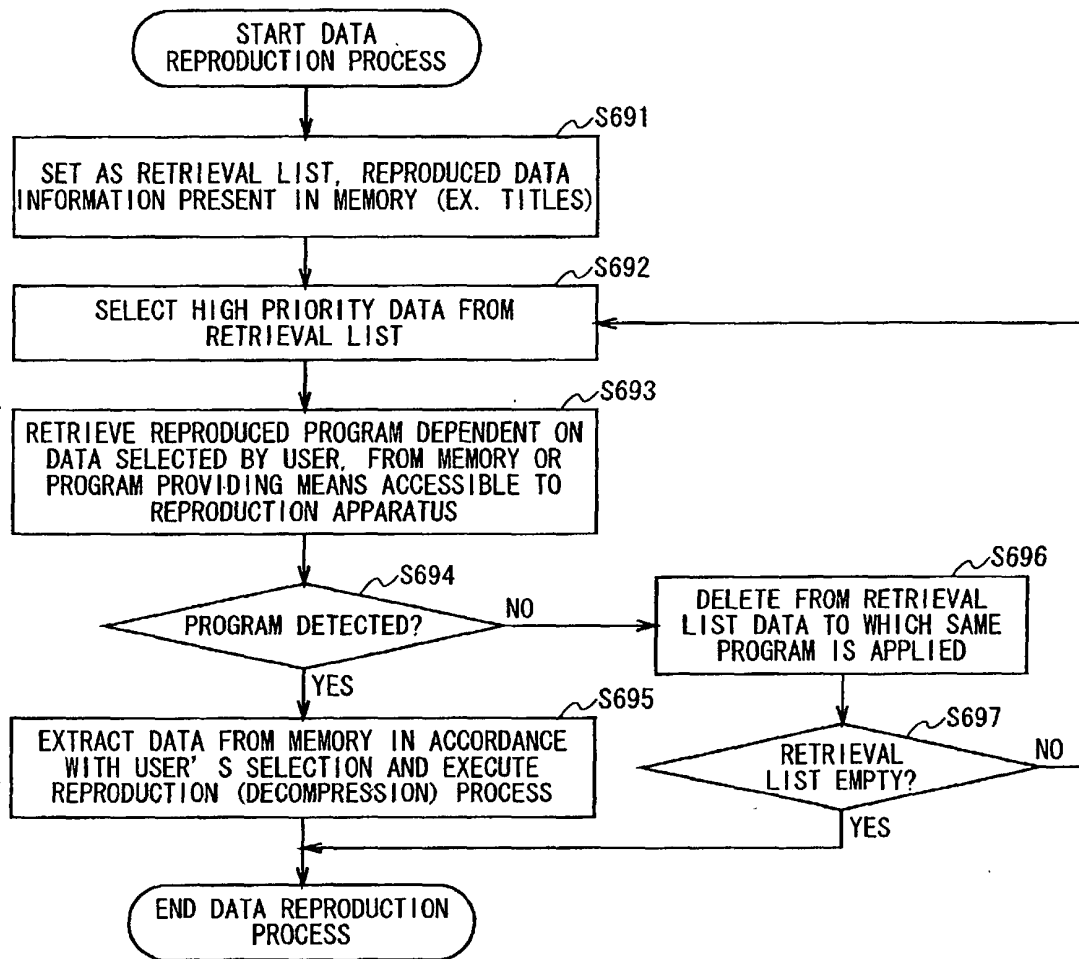 START DATA
REPRODUCTION PROCESS
S691
SET AS RETRIEVAL LIST, REPRODUCED DATA
INFORMATION PRESENT IN MEMORY (EX. TITLES)
S692
SELECT HIGH PRIORITY DATA FROM
RETRIEVAL LIST
S693
RETRIEVE REPRODUCED PROGRAM DEPENDENT ON
DATA SELECTED BY USER, FROM MEMORY OR
PROGRAM PROVIDING MEANS ACCESSIBLE TO
REPRODUCTION APPARATUS
S694
PROGRAM DETECTED?
NO
YES
S696
DELETE FROM RETRIEVAL
LIST DATA TO WHICH SAME
PROGRAM IS APPLIED
S695
EXTRACT DATA FROM MEMORY IN ACCORDANCE
WITH USER'S SELECTION AND EXECUTE
REPRODUCTION (DECOMPRESSION) PROCESS
S697
RETRIEVAL
LIST EMPTY?
NO
YES
END DATA REPRODUCTION
PROCESS